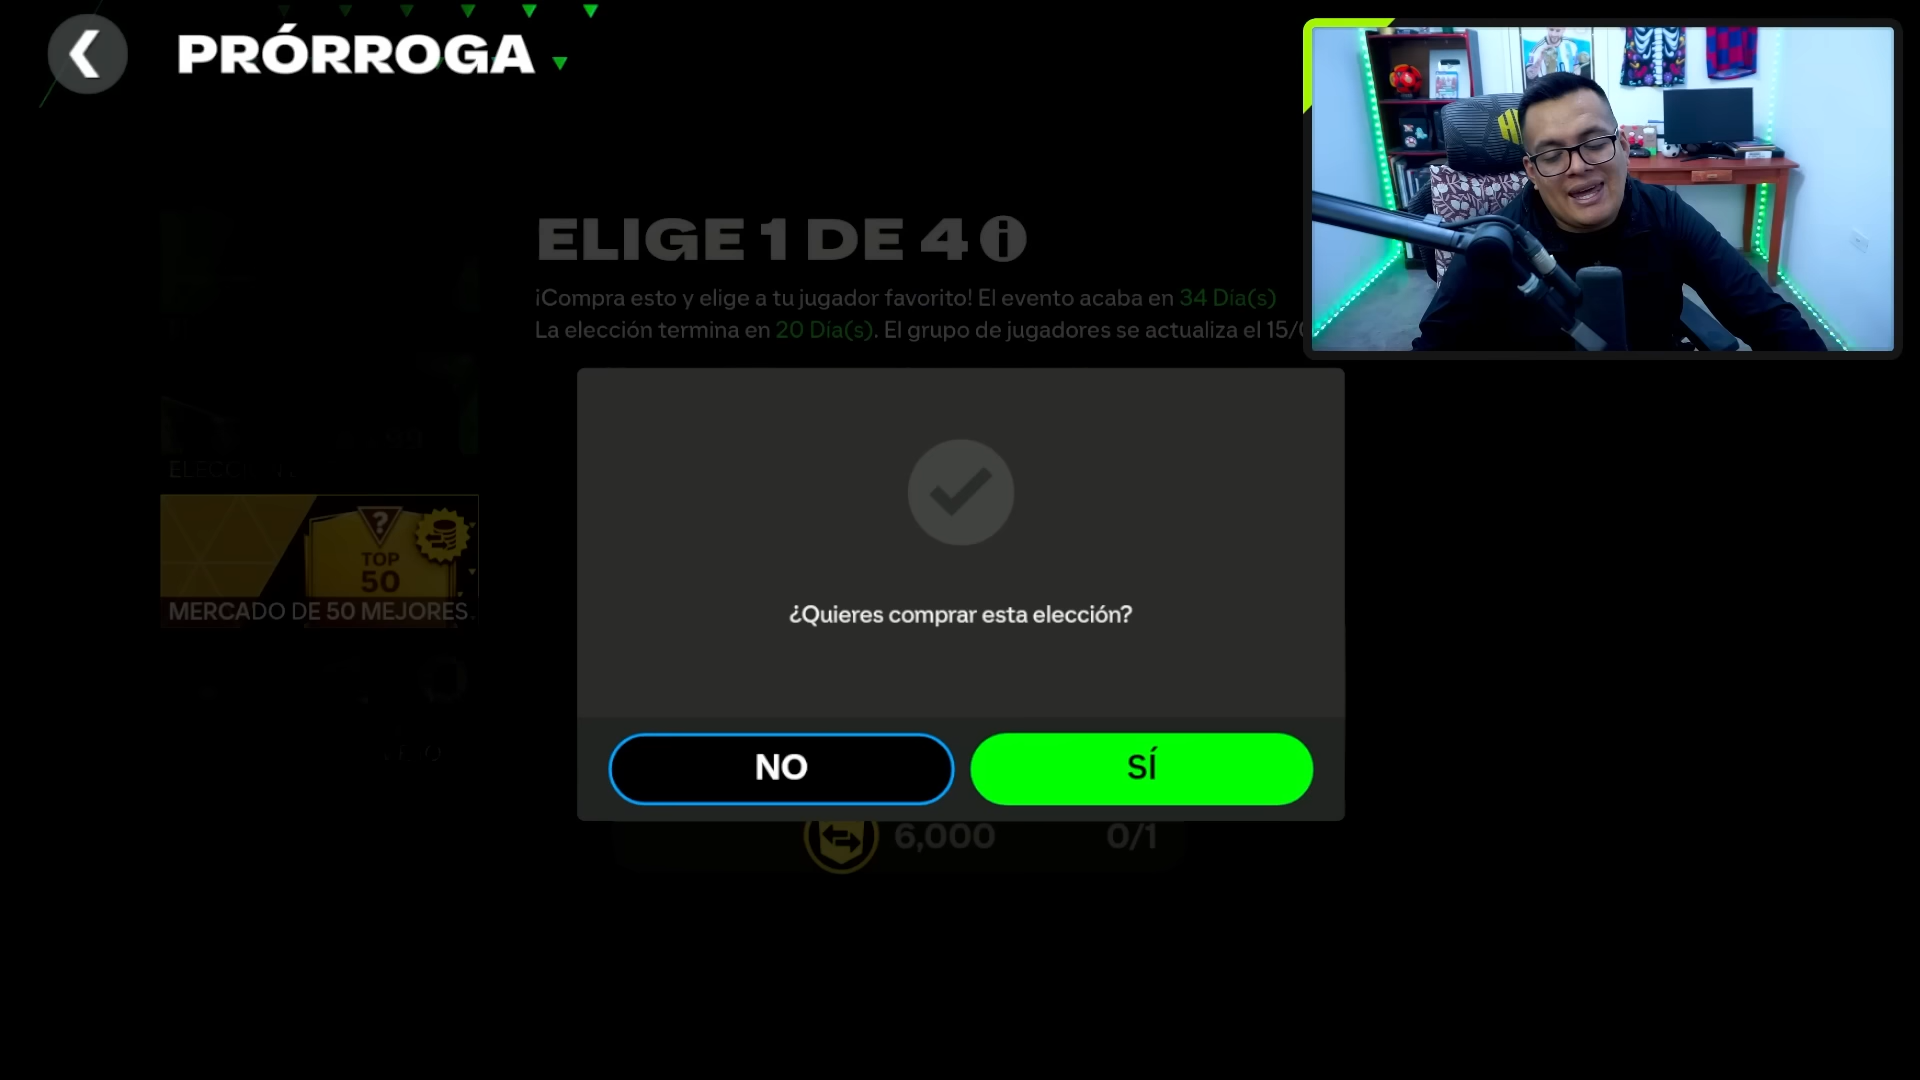 PRÓRROGA
ELIGE 1 DE 4
¡Compra esto y elige a tu jugador favorito! El evento acaba en 34 Día(s)
La elección termina en 20 Día(s). El grupo de jugadores se actualiza el 15/
TOP
50
MERCADO DE 50 MEJORES
¿Quieres comprar esta elección?
NO
SÍ
6,000
0/1